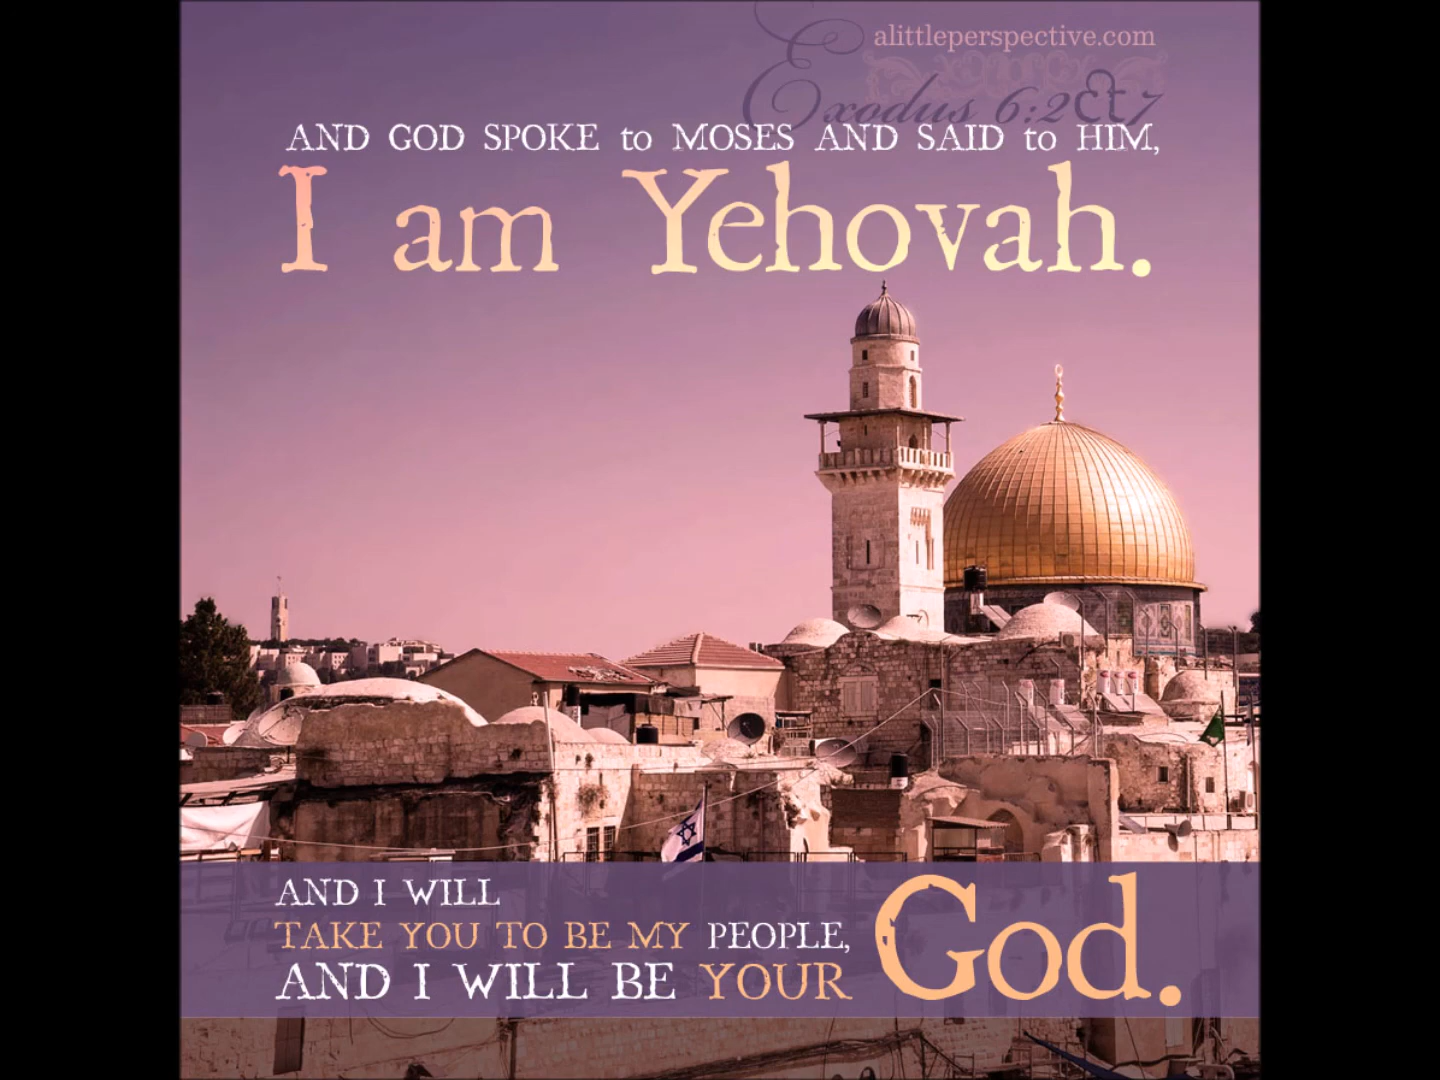 alittleperspective.com
Exodus 6:2 & 7
AND GOD SPOKE to MOSES AND SAID to HIM,
I am Yehovah.
AND I WILL
TAKE YOU TO BE MY PEOPLE,
AND I WILL BE YOUR God.